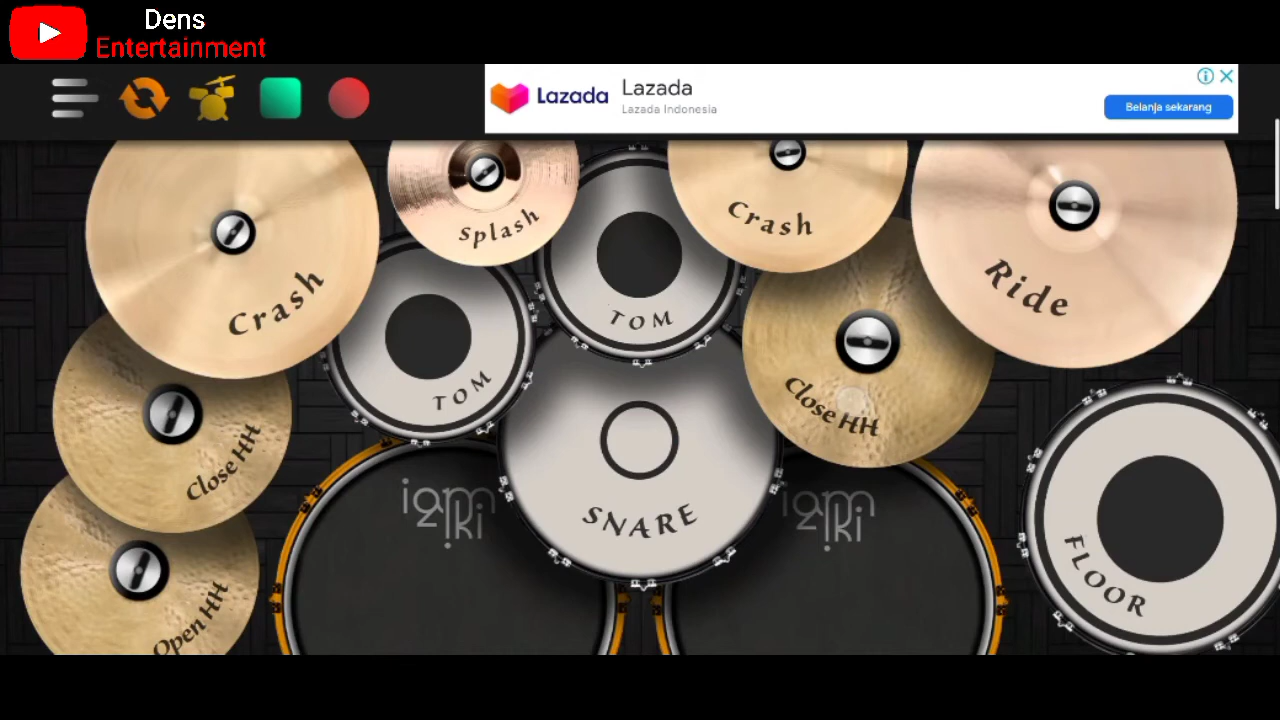 Dens
Entertainment
Lazada
Lazada
Lazada Indonesia
Belanja sekarang
Crash
Splash
Crash
Ride
TOM
TOM
Close HH
Close HH
SNARE
FLOOR
Open HH